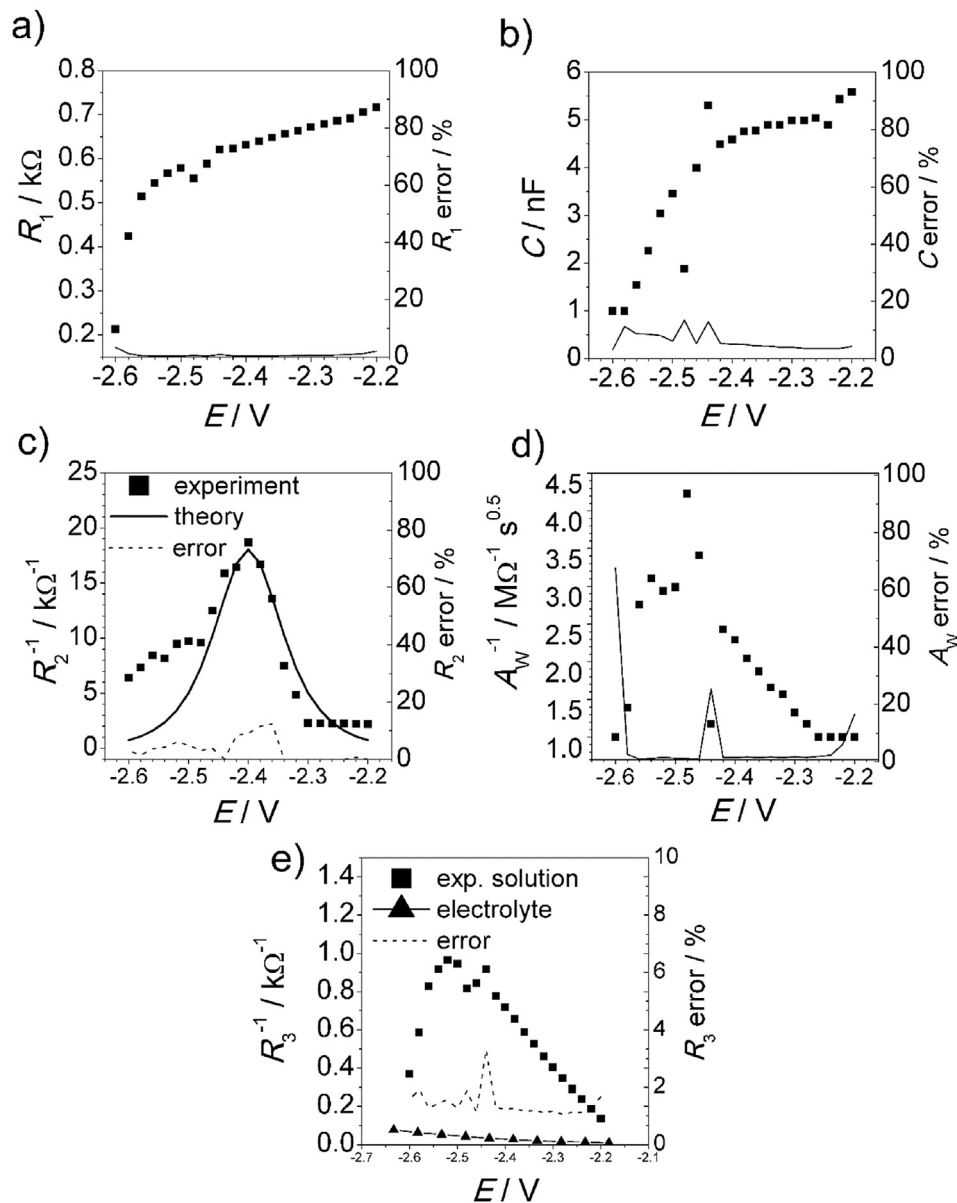 a)
0.8
0.7
0.6
0.5
0.4
0.3
0.2
R1 / kΩ
100
80
60
40
20
0
R1 error / %
-2.6 -2.5 -2.4 -2.3 -2.2
E / V
b)
6
5
4
3
2
1
0
C / nF
100
80
60
40
20
0
C error / %
-2.6 -2.5 -2.4 -2.3 -2.2
E / V
c)
25
20
15
10
5
0
R2^-1 / kΩ^-1
experiment
theory
error
100
80
60
40
20
0
R2 error / %
-2.6 -2.5 -2.4 -2.3 -2.2
E / V
d)
4.5
4.0
3.5
3.0
2.5
2.0
1.5
1.0
AW^-1 / MΩ^-1 s^0.5
100
80
60
40
20
0
AW error / %
-2.6 -2.5 -2.4 -2.3 -2.2
E / V
e)
1.4
1.2
1.0
0.8
0.6
0.4
0.2
0.0
R3^-1 / kΩ^-1
exp. solution
electrolyte
error
10
8
6
4
2
0
R3 error / %
-2.7 -2.6 -2.5 -2.4 -2.3 -2.2 -2.1
E / V